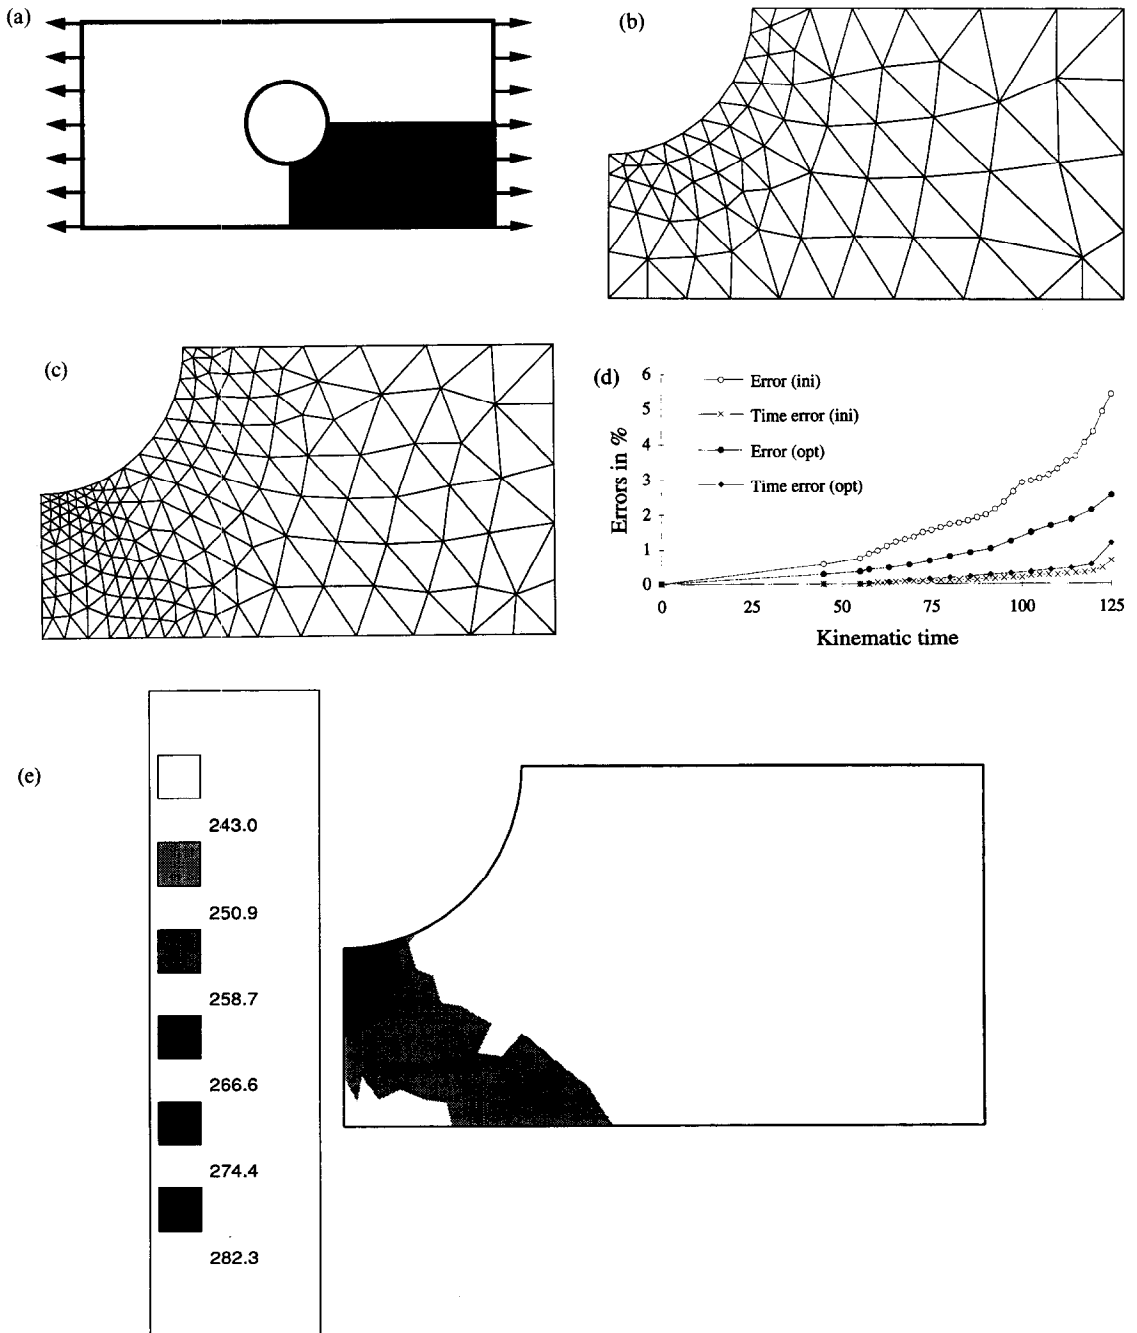 (a)
(b)
(c)
(d)
Error (ini)
Time error (ini)
Error (opt)
Time error (opt)
Errors in %
6
5
4
3
2
1
0
0
25
50
75
100
125
Kinematic time
(e)
243.0
250.9
258.7
266.6
274.4
282.3